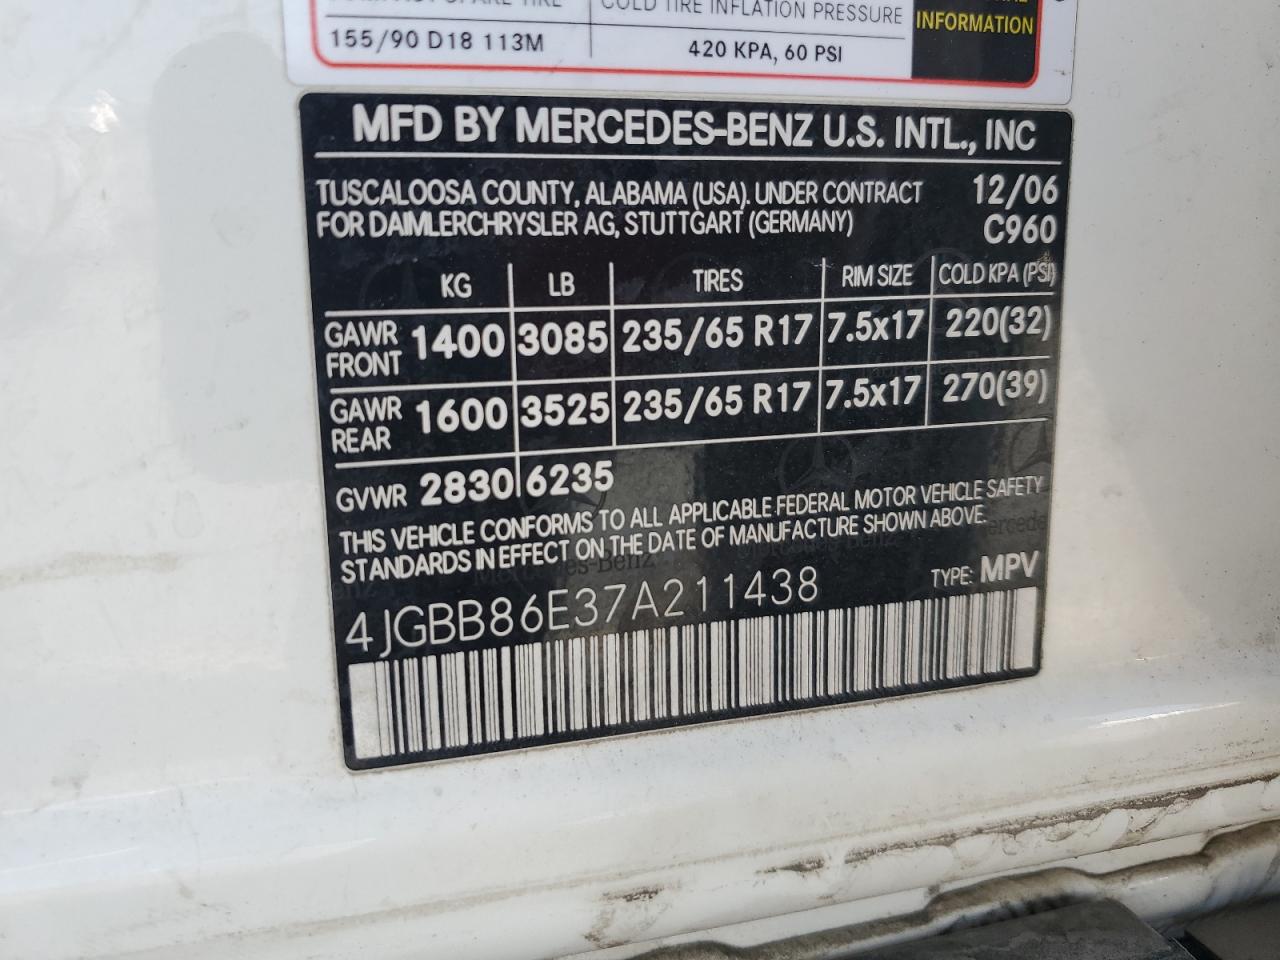 COLD TIRE INFLATION PRESSURE
INFORMATION
155/90 D18 113M
420 KPA, 60 PSI
MFD BY MERCEDES-BENZ U.S. INTL., INC
TUSCALOOSA COUNTY, ALABAMA (USA). UNDER CONTRACT 12/06
FOR DAIMLERCHRYSLER AG, STUTTGART (GERMANY) C960
KG LB TIRES RIM SIZE COLD KPA (PSI)
GAWR FRONT 1400 3085 235/65 R17 7.5x17 220(32)
GAWR REAR 1600 3525 235/65 R17 7.5x17 270(39)
GVWR 2830 6235
THIS VEHICLE CONFORMS TO ALL APPLICABLE FEDERAL MOTOR VEHICLE SAFETY
STANDARDS IN EFFECT ON THE DATE OF MANUFACTURE SHOWN ABOVE.
4JGBB86E37A211438 TYPE: MPV